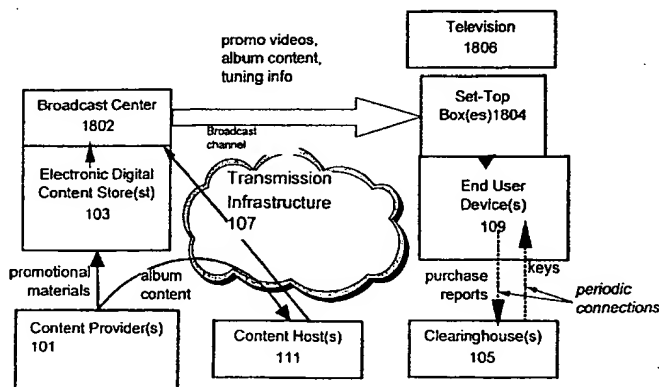 promo videos,
album content,
tuning info
Television
1806
Broadcast Center
1802
Broadcast
channel
Set-Top
Box(es)1804
Electronic Digital
Content Store(st)
103
Transmission
Infrastructure
107
End User
Device(s)
109
promotional
materials
album
content
purchase
reports
keys
periodic
connections
Content Provider(s)
101
Content Host(s)
111
Clearinghouse(s)
105